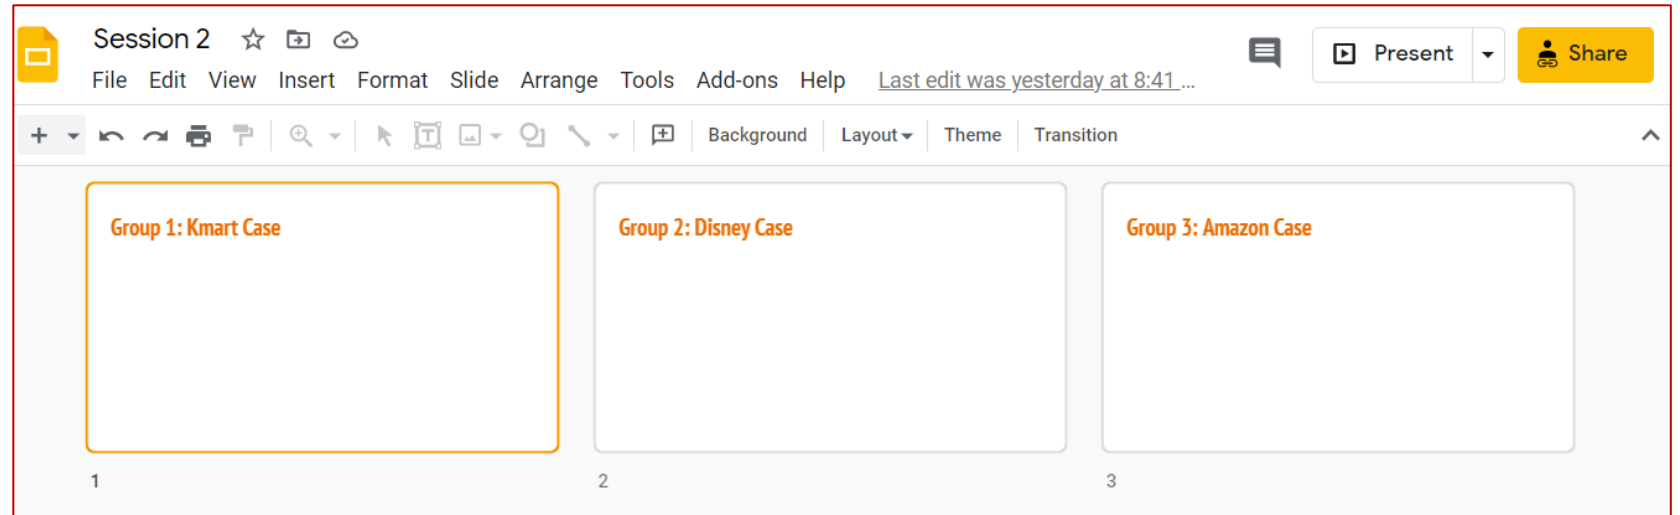 Session 2
Present
Share
File Edit View Insert Format Slide Arrange Tools Add-ons Help Last edit was yesterday at 8:41 ...
Background Layout Theme Transition
Group 1: Kmart Case
Group 2: Disney Case
Group 3: Amazon Case
1
2
3